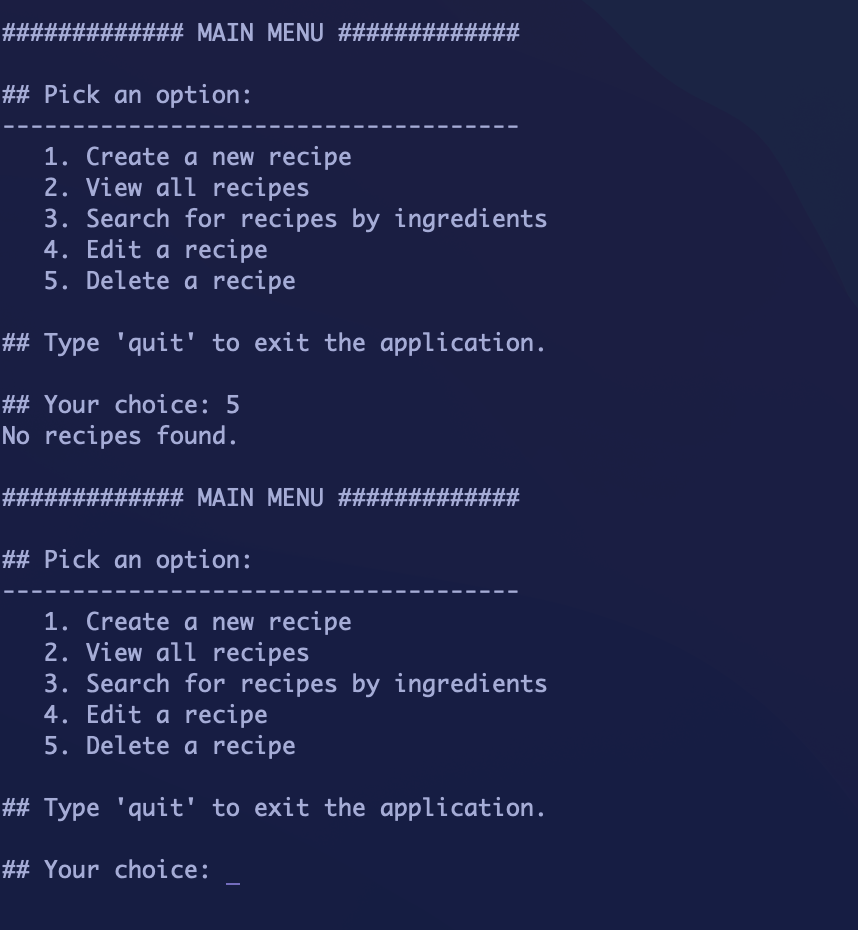 ############# MAIN MENU #############
## Pick an option:
-------------------------------------
1. Create a new recipe
2. View all recipes
3. Search for recipes by ingredients
4. Edit a recipe
5. Delete a recipe
## Type 'quit' to exit the application.
## Your choice: 5
No recipes found.
############# MAIN MENU #############
## Pick an option:
-------------------------------------
1. Create a new recipe
2. View all recipes
3. Search for recipes by ingredients
4. Edit a recipe
5. Delete a recipe
## Type 'quit' to exit the application.
## Your choice: _